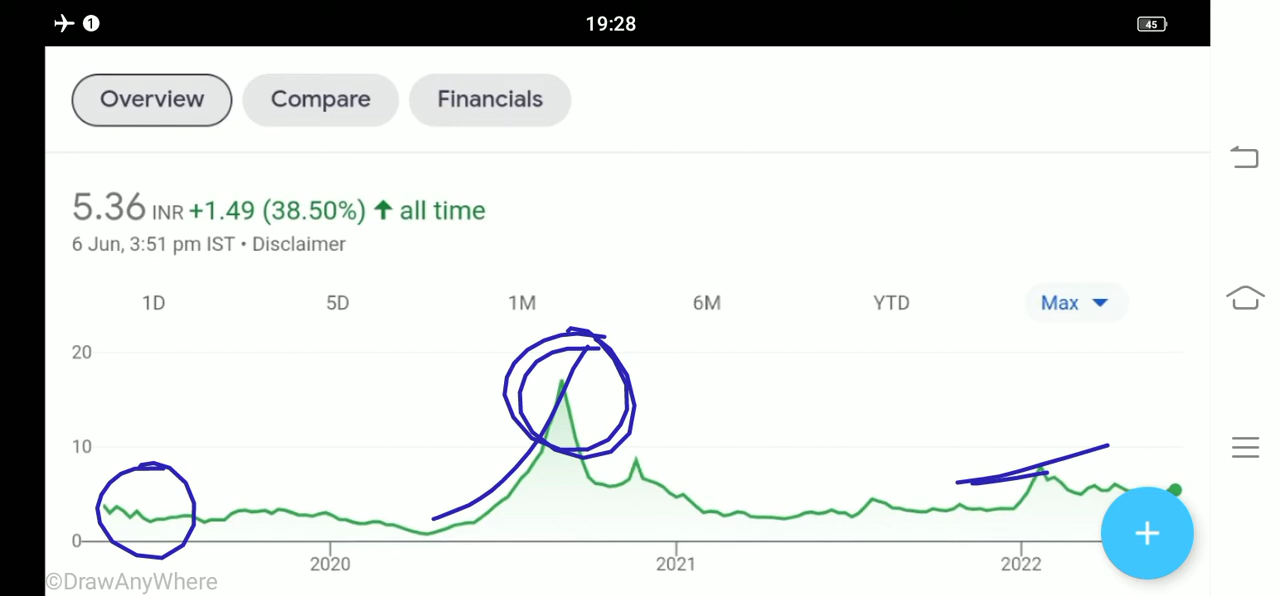 1 19:28 45
Overview Compare Financials
5.36 INR +1.49 (38.50%) ↑ all time
6 Jun, 3:51 pm IST • Disclaimer
1D 5D 1M 6M YTD Max
20
10
0
2020 2021 2022
©DrawAnyWhere